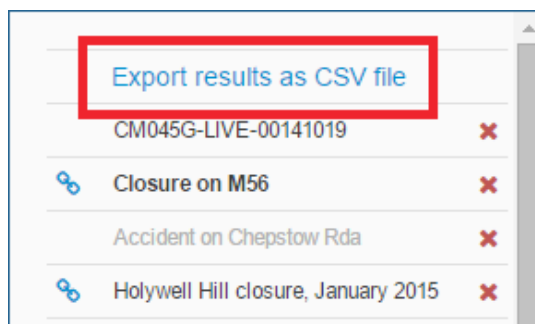 Export results as CSV file
CM045G-LIVE-00141019
Closure on M56
Accident on Chepstow Rda
Holywell Hill closure, January 2015